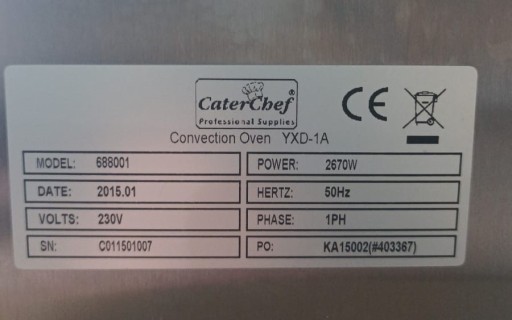 CaterChef®
Professional Supplies
CE
Convection Oven YXD-1A
MODEL: 688001 POWER: 2670W
DATE: 2015.01 HERTZ: 50Hz
VOLTS: 230V PHASE: 1PH
SN: C011501007 PO: KA15002(#403367)